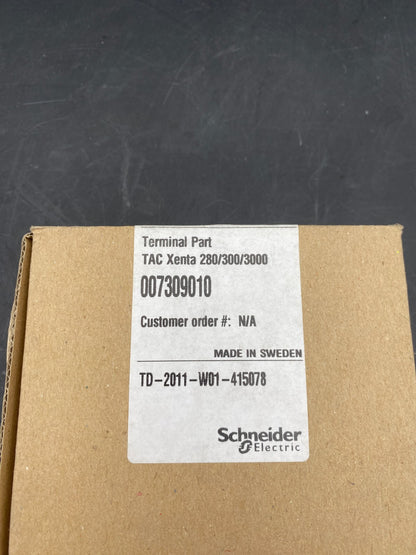 Terminal Part
TAC Xenta 280/300/3000
007309010
Customer order #: N/A
MADE IN SWEDEN
TD-2011-W01-415078
Schneider
Electric